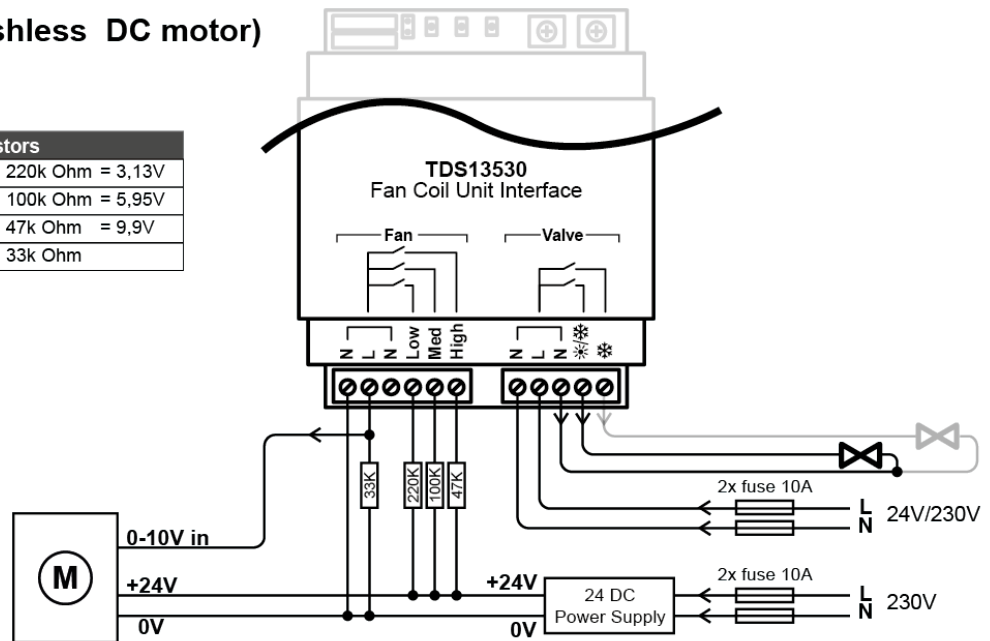 shless DC motor)
stors
220k Ohm = 3,13V
100k Ohm = 5,95V
47k Ohm = 9,9V
33k Ohm
TDS13530
Fan Coil Unit Interface
Fan
Valve
N L N Low Med High
N L N ☀/❄ ❄
33K
220K
100K
47K
2x fuse 10A
L
N
24V/230V
0-10V in
M
+24V
0V
+24V
0V
24 DC
Power Supply
2x fuse 10A
L
N
230V